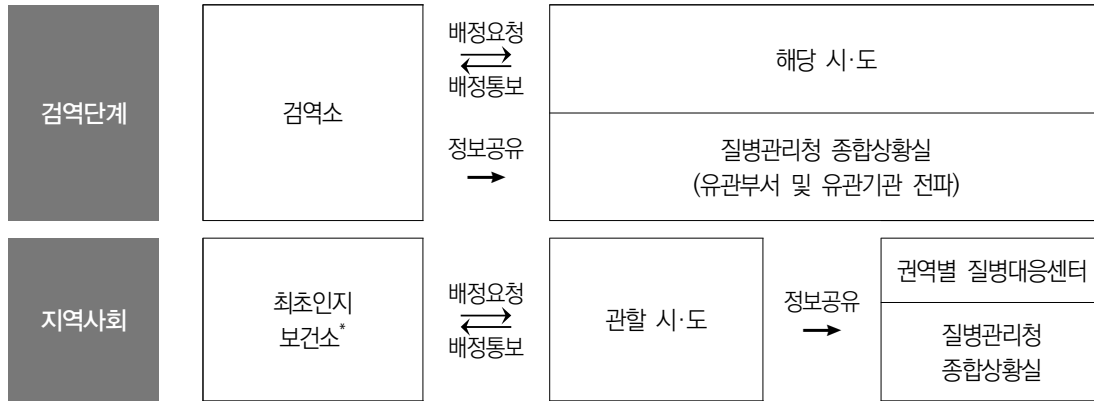 검역단계
검역소
배정요청
배정통보
정보공유
해당 시·도
질병관리청 종합상황실
(유관부서 및 유관기관 전파)
지역사회
최초인지
보건소*
배정요청
배정통보
관할 시·도
정보공유
권역별 질병대응센터
질병관리청
종합상황실